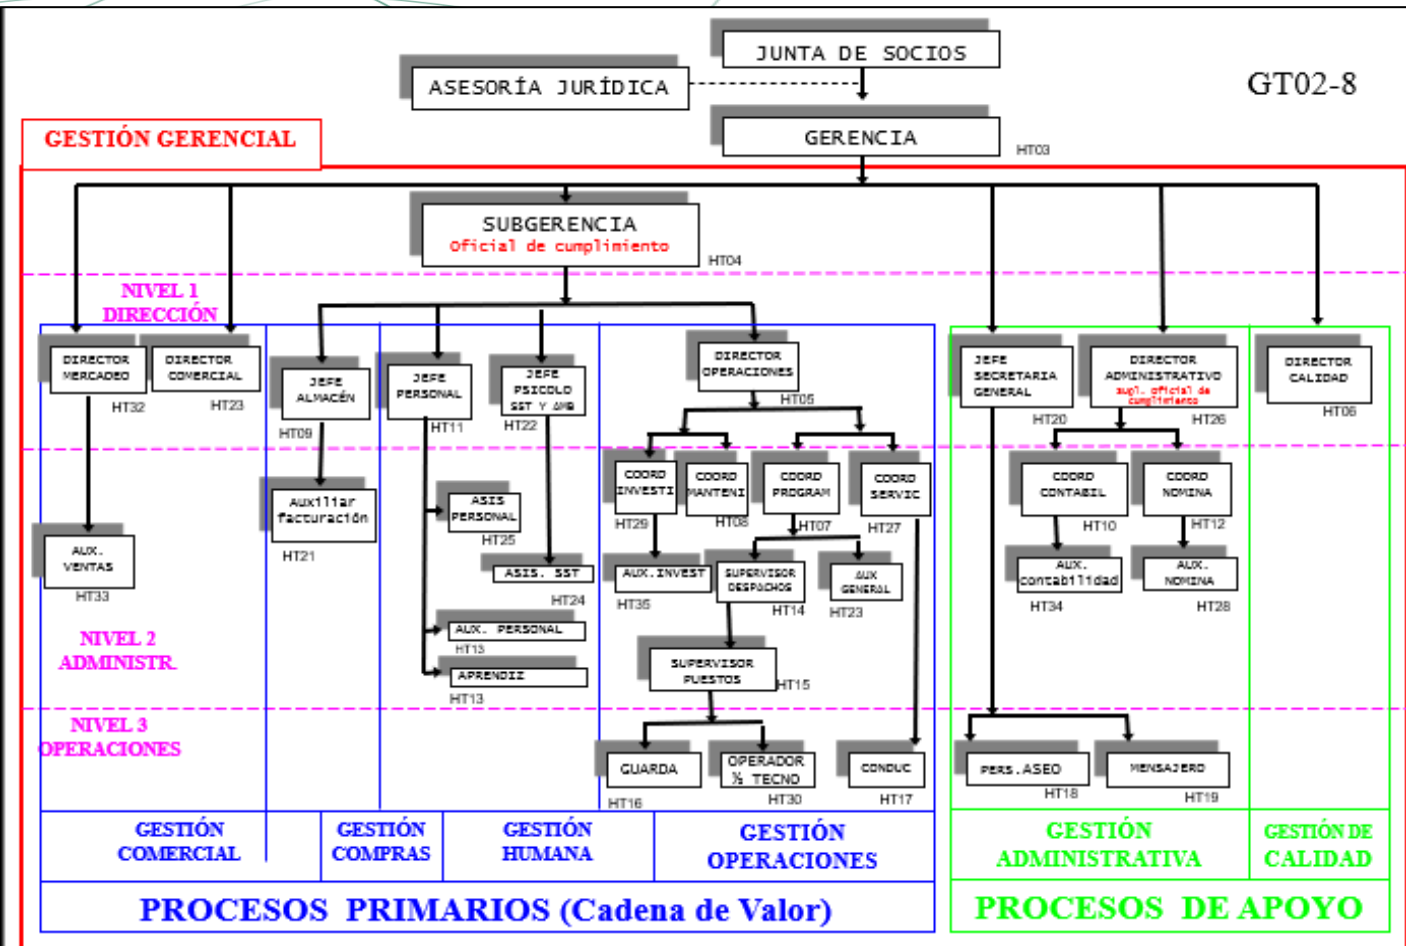 JUNTA DE SOCIOS
ASESORÍA JURÍDICA
GT02-8
GESTIÓN GERENCIAL
GERENCIA
HT03
SUBGERENCIA
Oficial de cumplimiento
HT04
NIVEL 1
DIRECCIÓN
DIRECTOR
MERCADEO
HT32
DIRECTOR
COMERCIAL
HT23
JEFE
ALMACÉN
HT09
JEFE
PERSONAL
HT11
JEFE
PSICOLO
SST Y AMB
HT22
DIRECTOR
OPERACIONES
HT05
JEFE
SECRETARIA
GENERAL
HT20
DIRECTOR
ADMINISTRATIVO
supl. Oficial de
cumplimiento
HT26
DIRECTOR
CALIDAD
HT06
Auxiliar
facturación
HT21
ASIS
PERSONAL
HT25
COORD
INVESTI
HT29
COORD
MANTENI
HT08
COORD
PROGRAM
HT07
COORD
SERVIC
HT27
COORD
CONTABIL
HT10
COORD
NOMINA
HT12
AUX.
VENTAS
HT33
ASIS. SST
HT24
AUX.INVEST
HT35
SUPERVISOR
DESPACHOS
HT14
AUX
GENERAL
HT23
AUX.
contabilidad
HT34
AUX.
NOMINA
HT28
NIVEL 2
ADMINISTR.
AUX. PERSONAL
HT13
APRENDIZ
HT13
SUPERVISOR
PUESTOS
HT15
NIVEL 3
OPERACIONES
GUARDA
HT16
OPERADOR
½ TECNO
HT30
CONDUC
HT17
PERS.ASEO
HT18
MENSAJERO
HT19
GESTIÓN
COMERCIAL
GESTIÓN
COMPRAS
GESTIÓN
HUMANA
GESTIÓN
OPERACIONES
GESTIÓN
ADMINISTRATIVA
GESTIÓN DE
CALIDAD
PROCESOS PRIMARIOS (Cadena de Valor)
PROCESOS DE APOYO